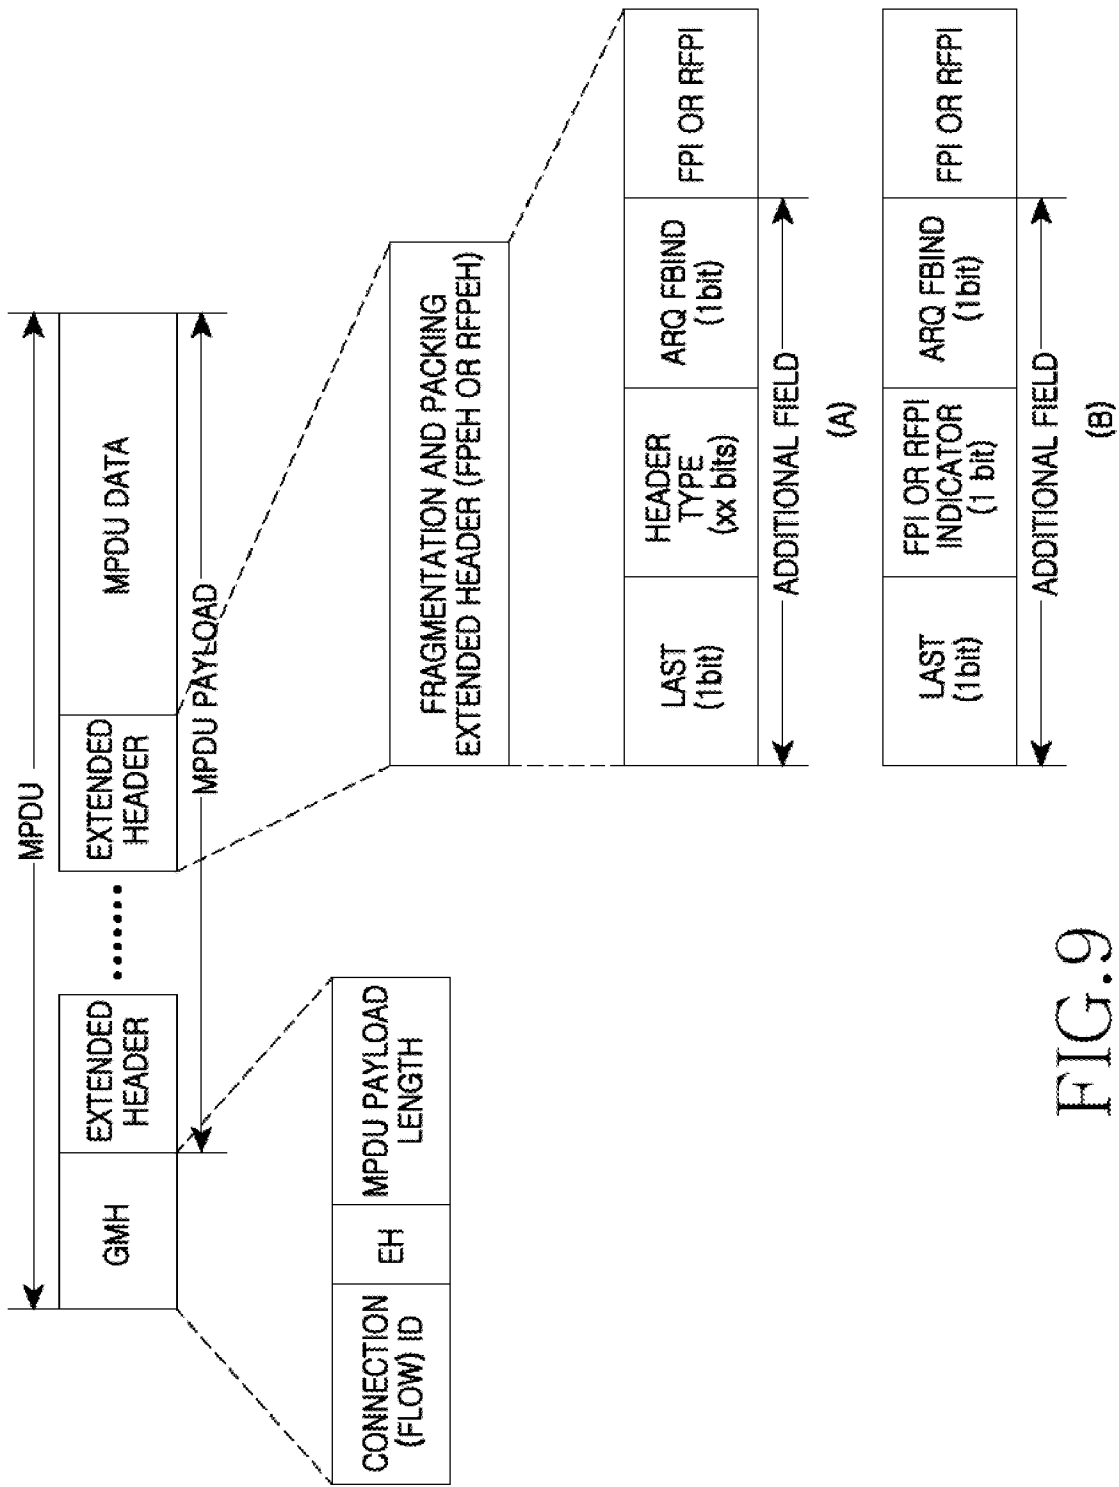 MPDU
GMH
EXTENDED
HEADER
........
EXTENDED
HEADER
MPDU DATA
MPDU PAYLOAD
CONNECTION
(FLOW) ID
EH
MPDU PAYLOAD
LENGTH
FRAGMENTATION AND PACKING
EXTENDED HEADER (FPEH OR RFPEH)
LAST
(1bit)
HEADER
TYPE
(xx bits)
ARQ FBIND
(1bit)
FPI OR RFPI
ADDITIONAL FIELD
(A)
LAST
(1bit)
FPI OR RFPI
INDICATOR
(1 bit)
ARQ FBIND
(1bit)
FPI OR RFPI
ADDITIONAL FIELD
(B)
FIG.9